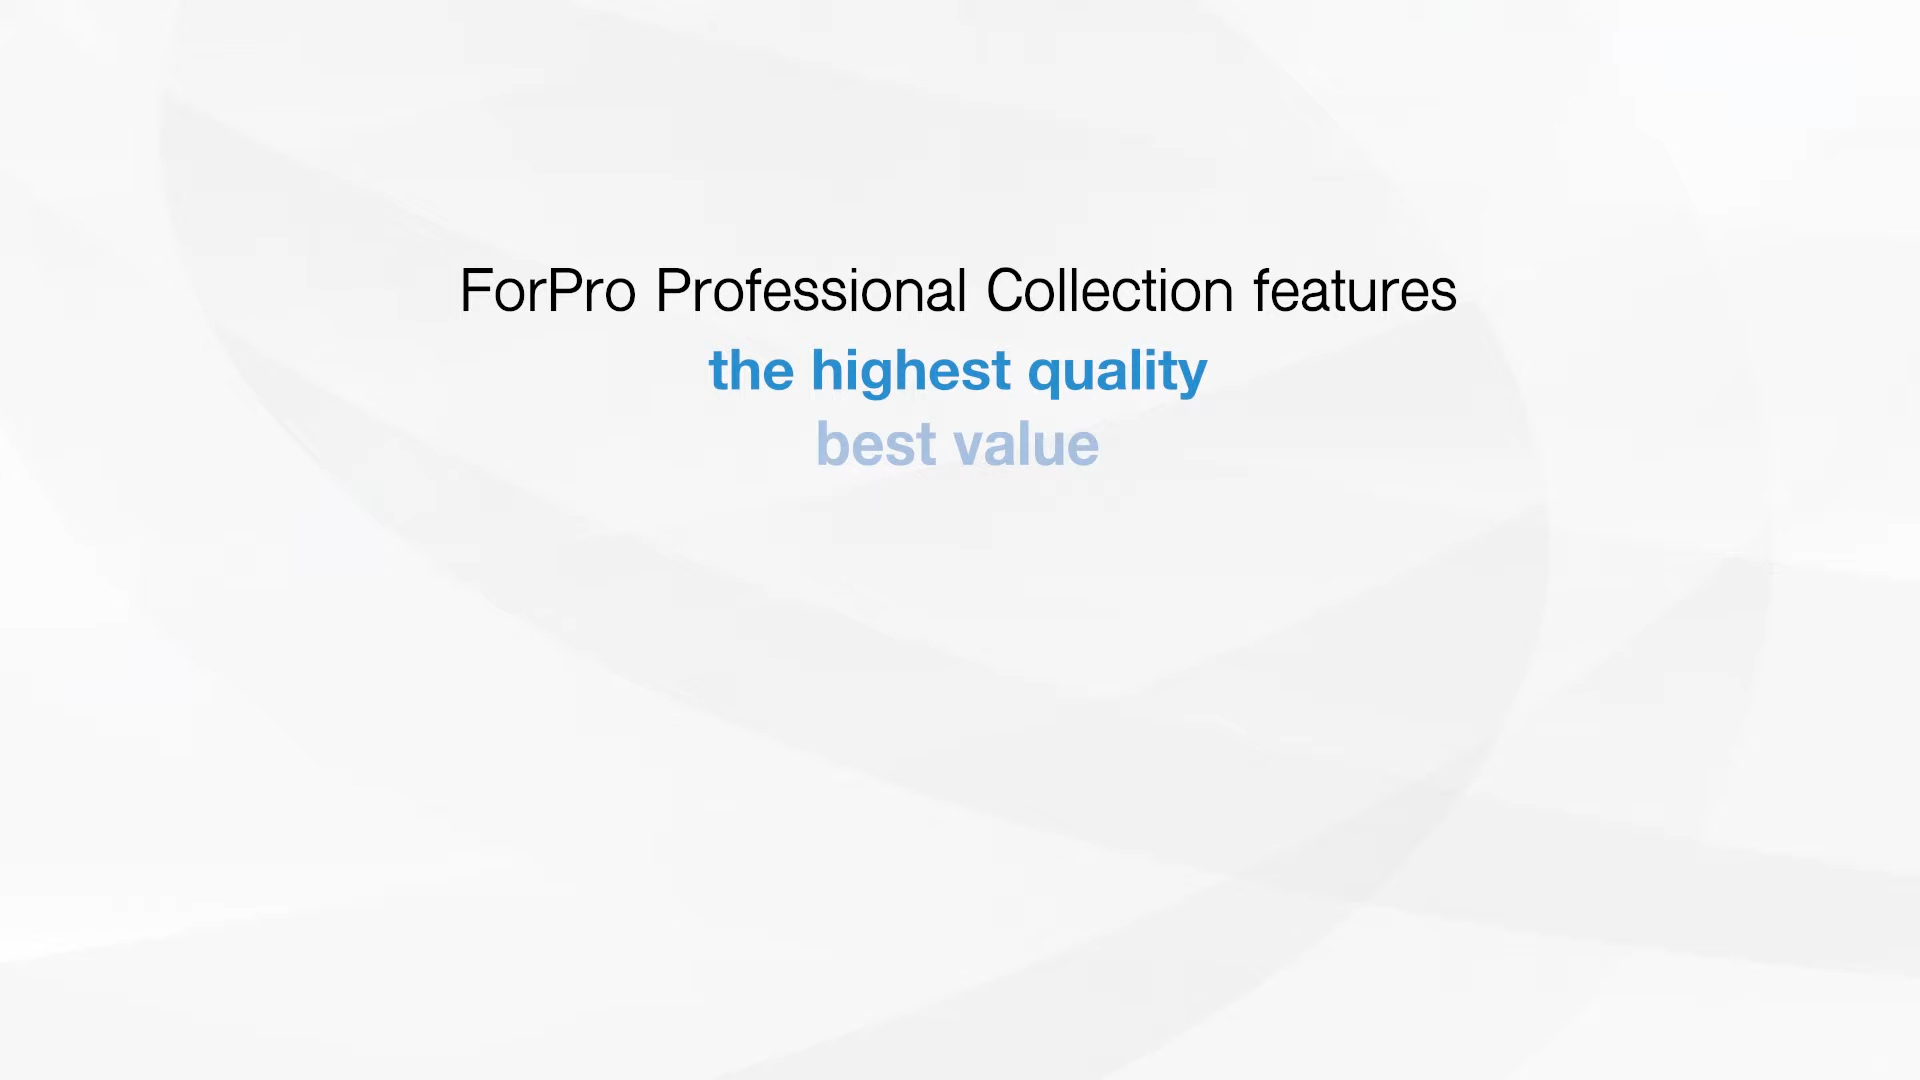 ForPro Professional Collection features
the highest quality
best value